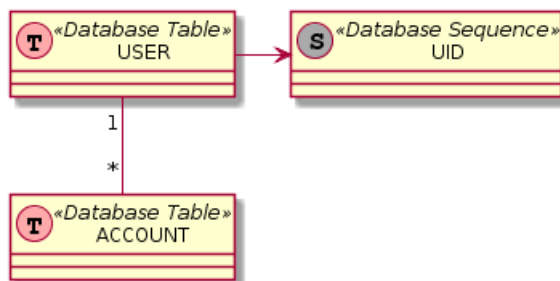 T «Database Table»
USER
S «Database Sequence»
UID
1
*
T «Database Table»
ACCOUNT